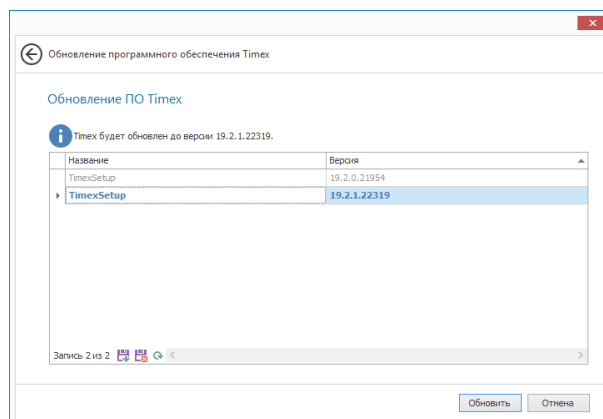 Обновление программного обеспечения Timex
Обновление ПО Timex
Timex будет обновлен до версии 19.2.1.22319.
Название Версия
TimexSetup 19.2.0.21954
TimexSetup 19.2.1.22319
Запись 2 из 2
Обновить Отмена